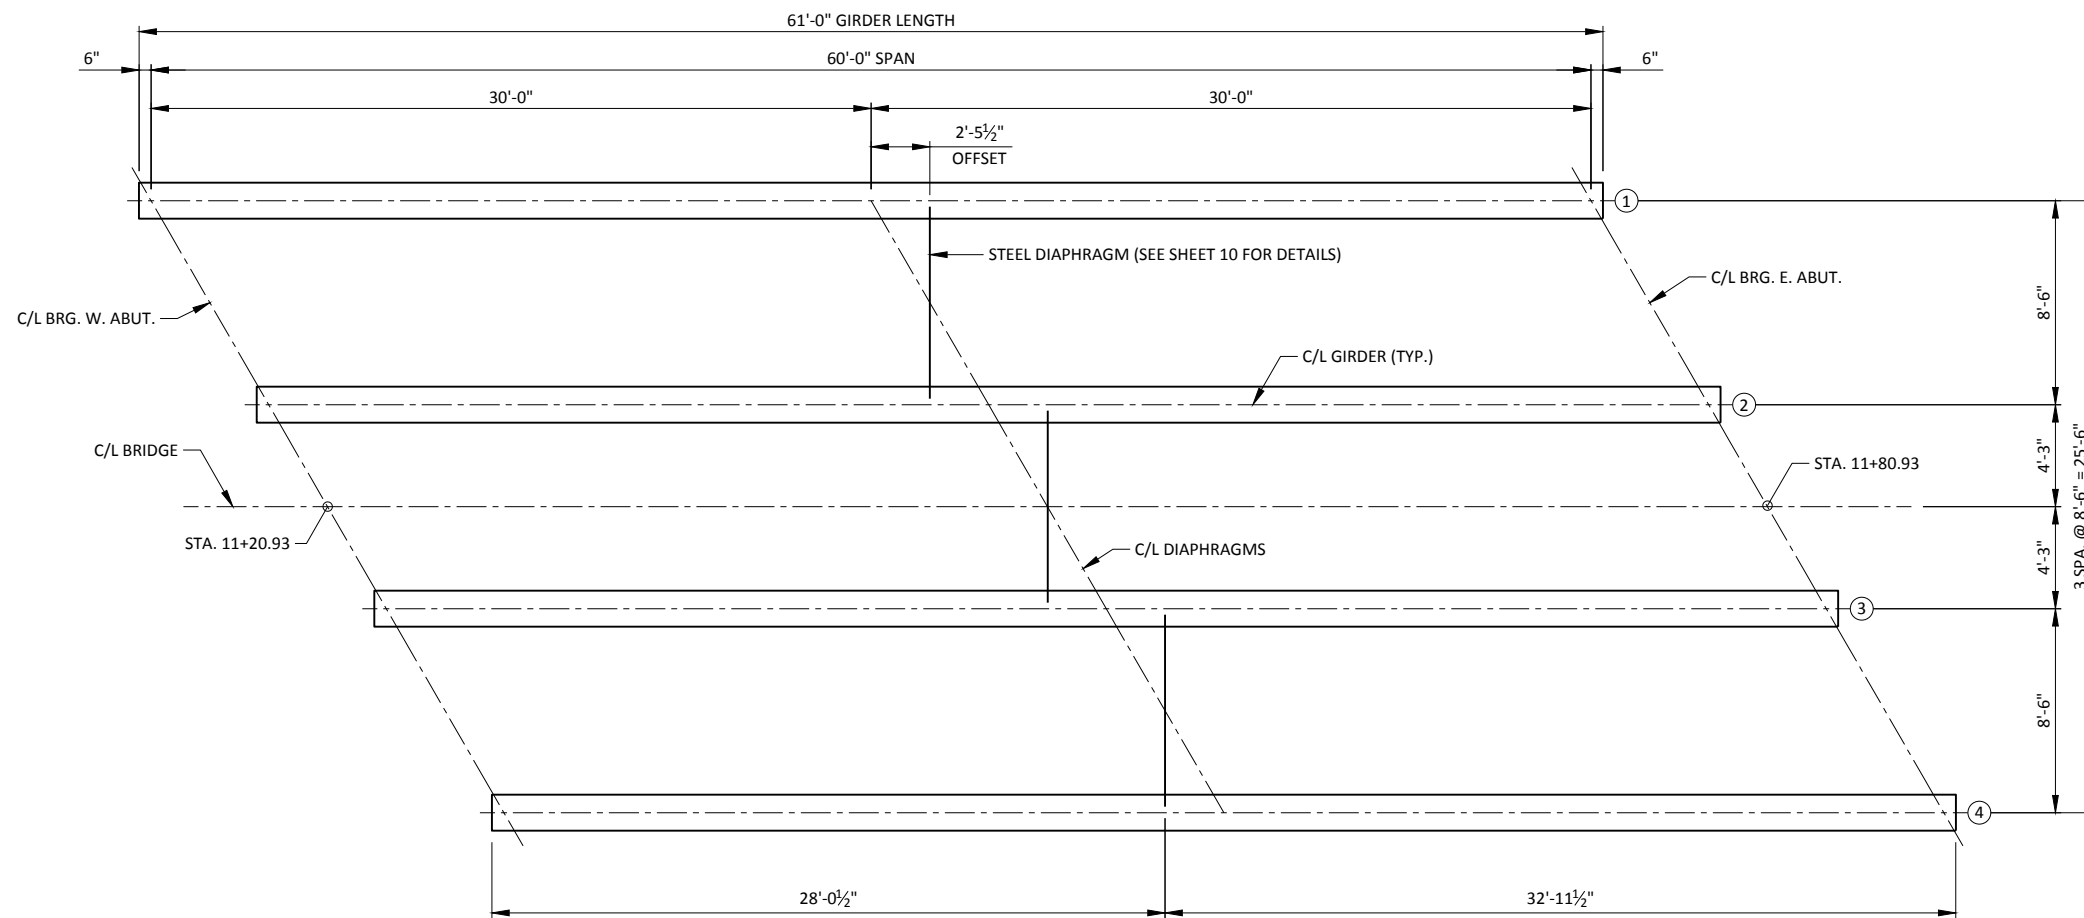 61'-0" GIRDER LENGTH
6"
60'-0" SPAN
6"
30'-0"
30'-0"
2'-5½"
OFFSET
1
STEEL DIAPHRAGM (SEE SHEET 10 FOR DETAILS)
C/L BRG. E. ABUT.
8'-6"
C/L BRG. W. ABUT.
C/L GIRDER (TYP.)
2
C/L BRIDGE
4'-3"
STA. 11+80.93
3 SPA. @ 8'-6" = 25'-6"
STA. 11+20.93
C/L DIAPHRAGMS
4'-3"
3
8'-6"
4
28'-0½"
32'-11½"